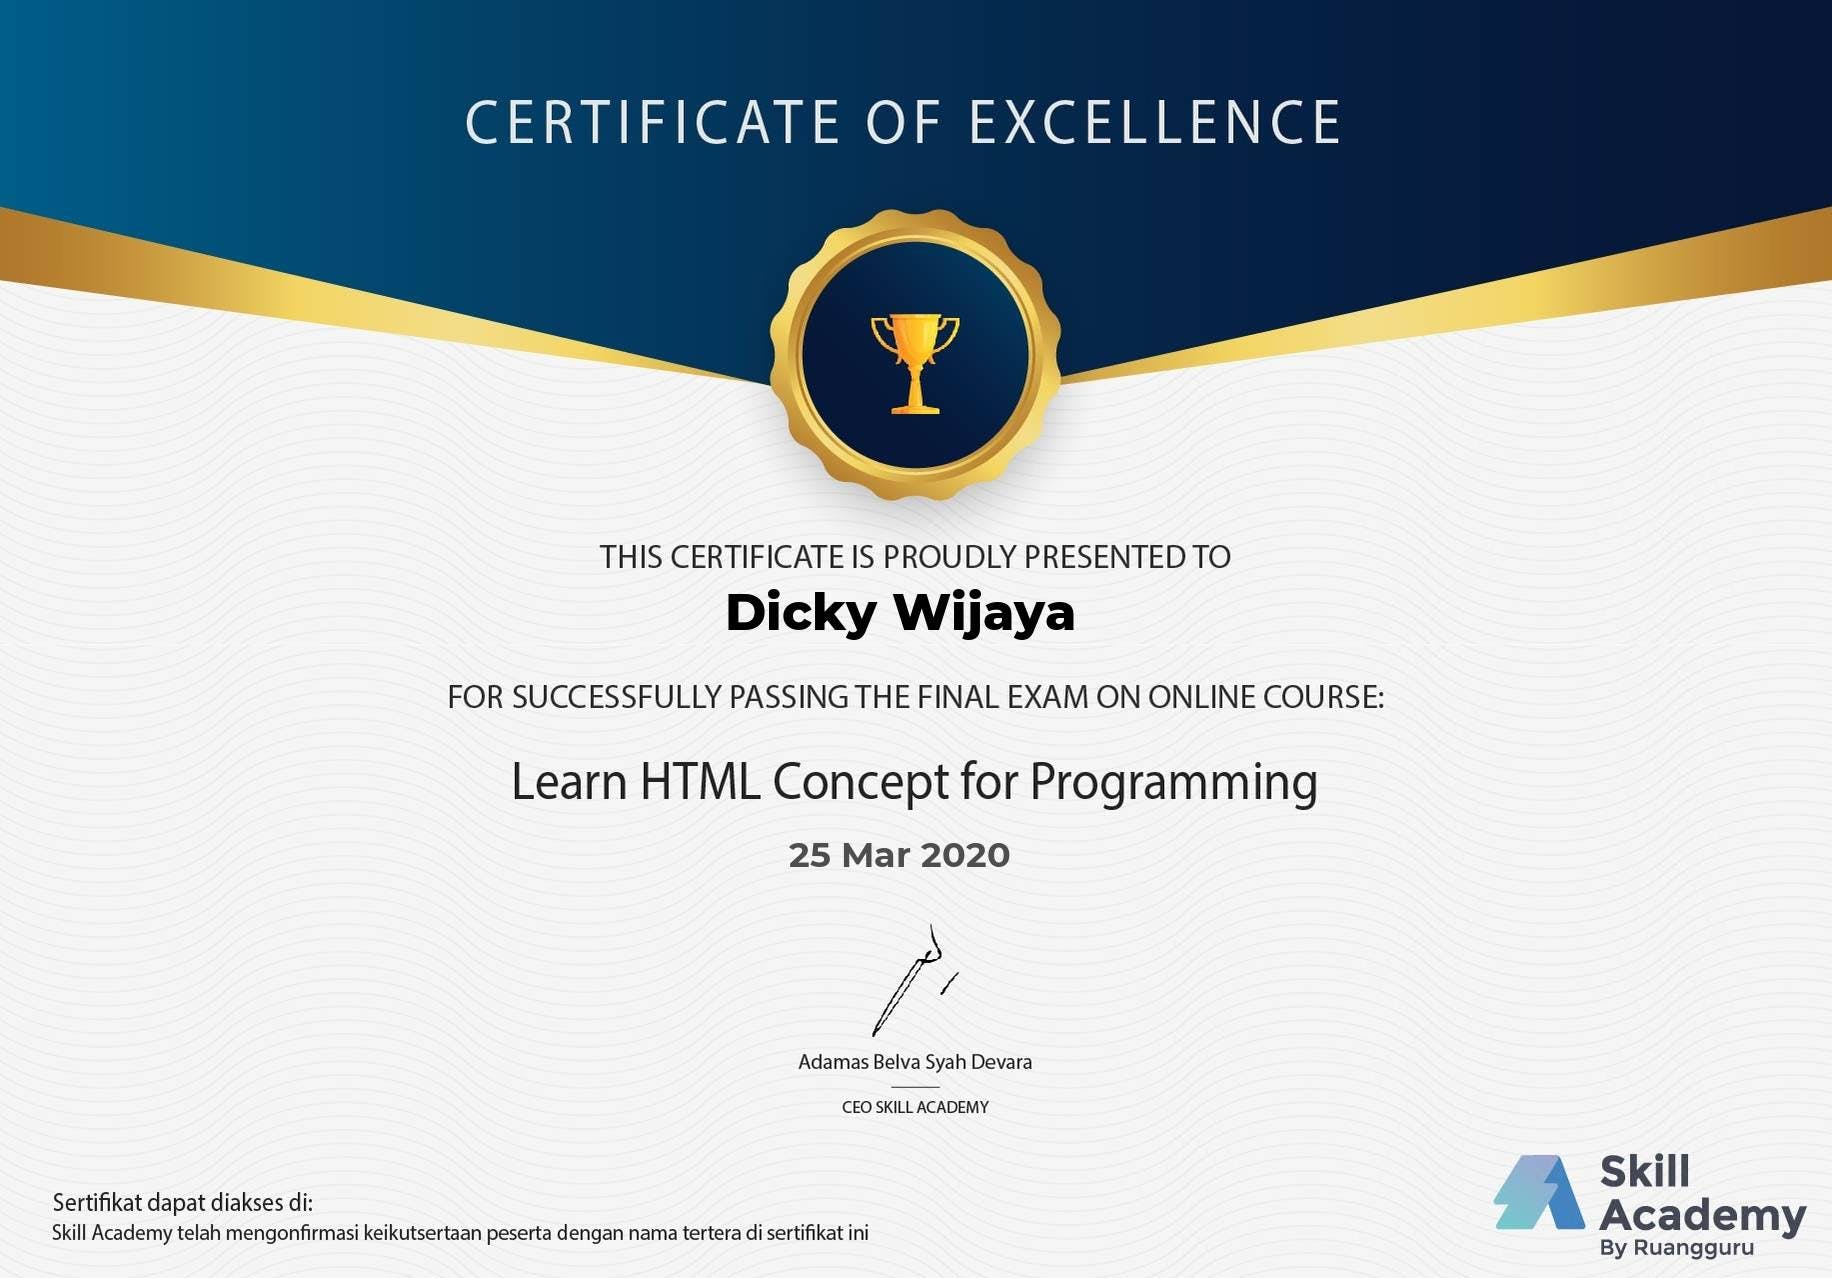 CERTIFICATE OF EXCELLENCE
THIS CERTIFICATE IS PROUDLY PRESENTED TO
Dicky Wijaya
FOR SUCCESSFULLY PASSING THE FINAL EXAM ON ONLINE COURSE:
Learn HTML Concept for Programming
25 Mar 2020
Adamas Belva Syah Devara
CEO SKILL ACADEMY
Sertifikat dapat diakses di:
Skill Academy telah mengonfirmasi keikutsertaan peserta dengan nama tertera di sertifikat ini
Skill
Academy
By Ruangguru